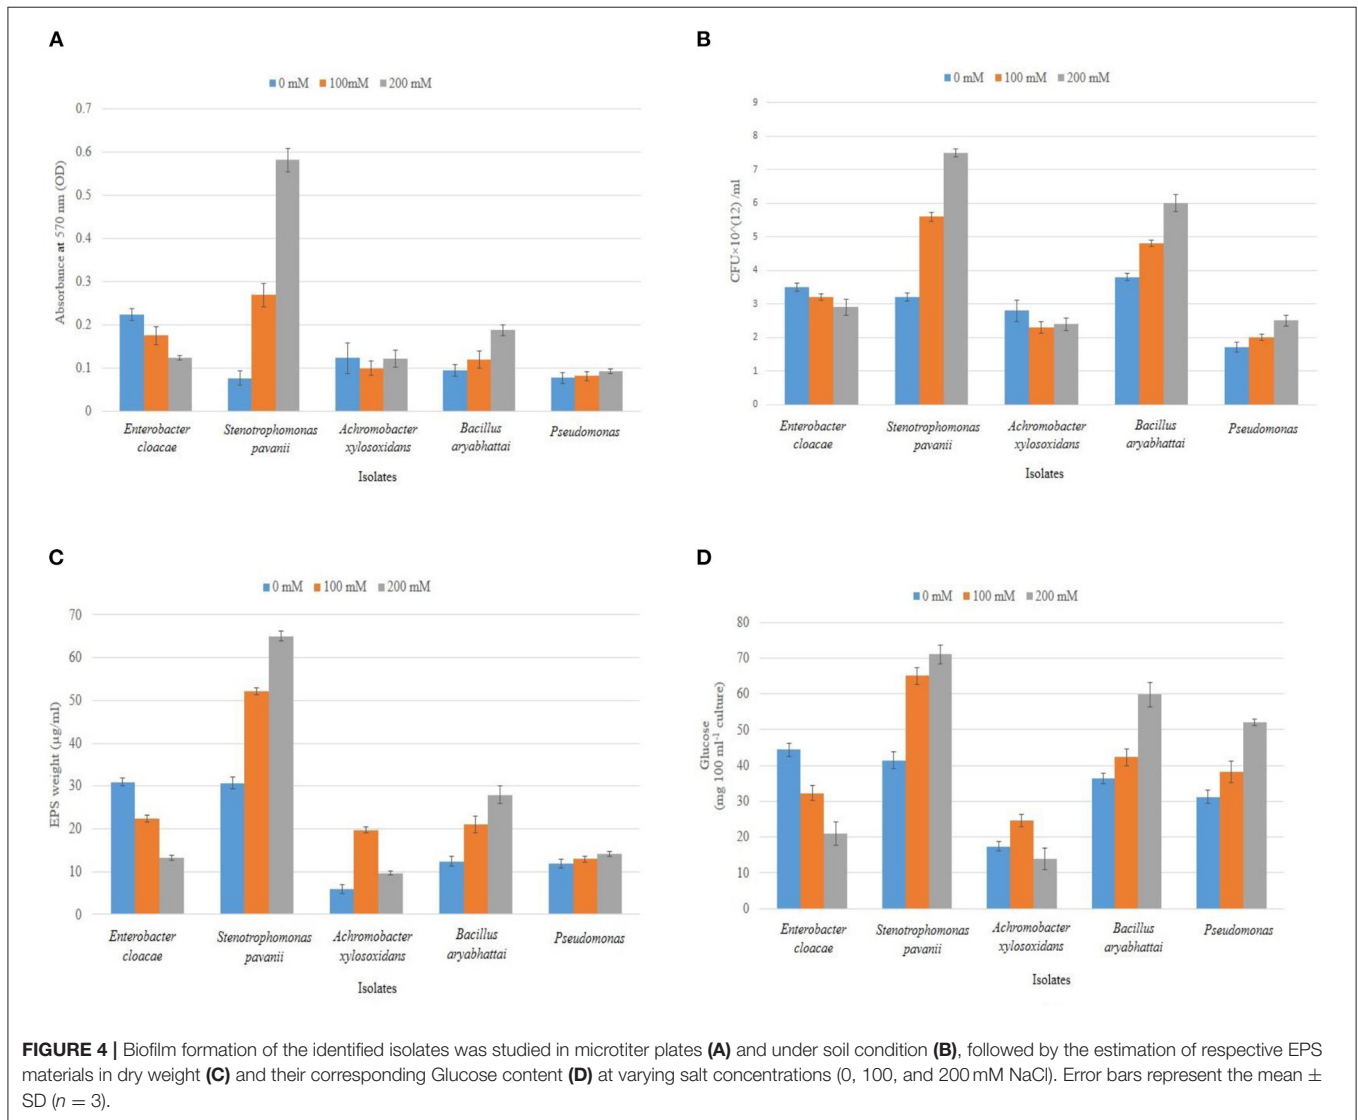 A
0 mM 100mM 200 mM
0.7
0.6
0.5
0.4
0.3
0.2
0.1
0
Absorbance at 570 nm (OD)
Enterobacter cloacae
Stenotrophomonas pavanii
Achromobacter xylosoxidans
Bacillus aryabhattai
Pseudomonas
Isolates
B
0 mM 100 mM 200 mM
9
8
7
6
5
4
3
2
1
0
CFU×10^(12) /ml
Enterobacter cloacae
Stenotrophomonas pavanii
Achromobacter xylosoxidans
Bacillus aryabhattai
Pseudomonas
Isolates
C
0 mM 100 mM 200 mM
70
60
50
40
30
20
10
0
EPS weight (µg/ml)
Enterobacter cloacae
Stenotrophomonas pavanii
Achromobacter xylosoxidans
Bacillus aryabhattai
Pseudomonas
Isolates
D
0 mM 100 mM 200 mM
80
70
60
50
40
30
20
10
0
Glucose
(mg 100 ml⁻¹ culture)
Enterobacter cloacae
Stenotrophomonas pavanii
Achromobacter xylosoxidans
Bacillus aryabhattai
Pseudomonas
Isolates
FIGURE 4 | Biofilm formation of the identified isolates was studied in microtiter plates (A) and under soil condition (B), followed by the estimation of respective EPS
materials in dry weight (C) and their corresponding Glucose content (D) at varying salt concentrations (0, 100, and 200 mM NaCl). Error bars represent the mean ±
SD (n = 3).